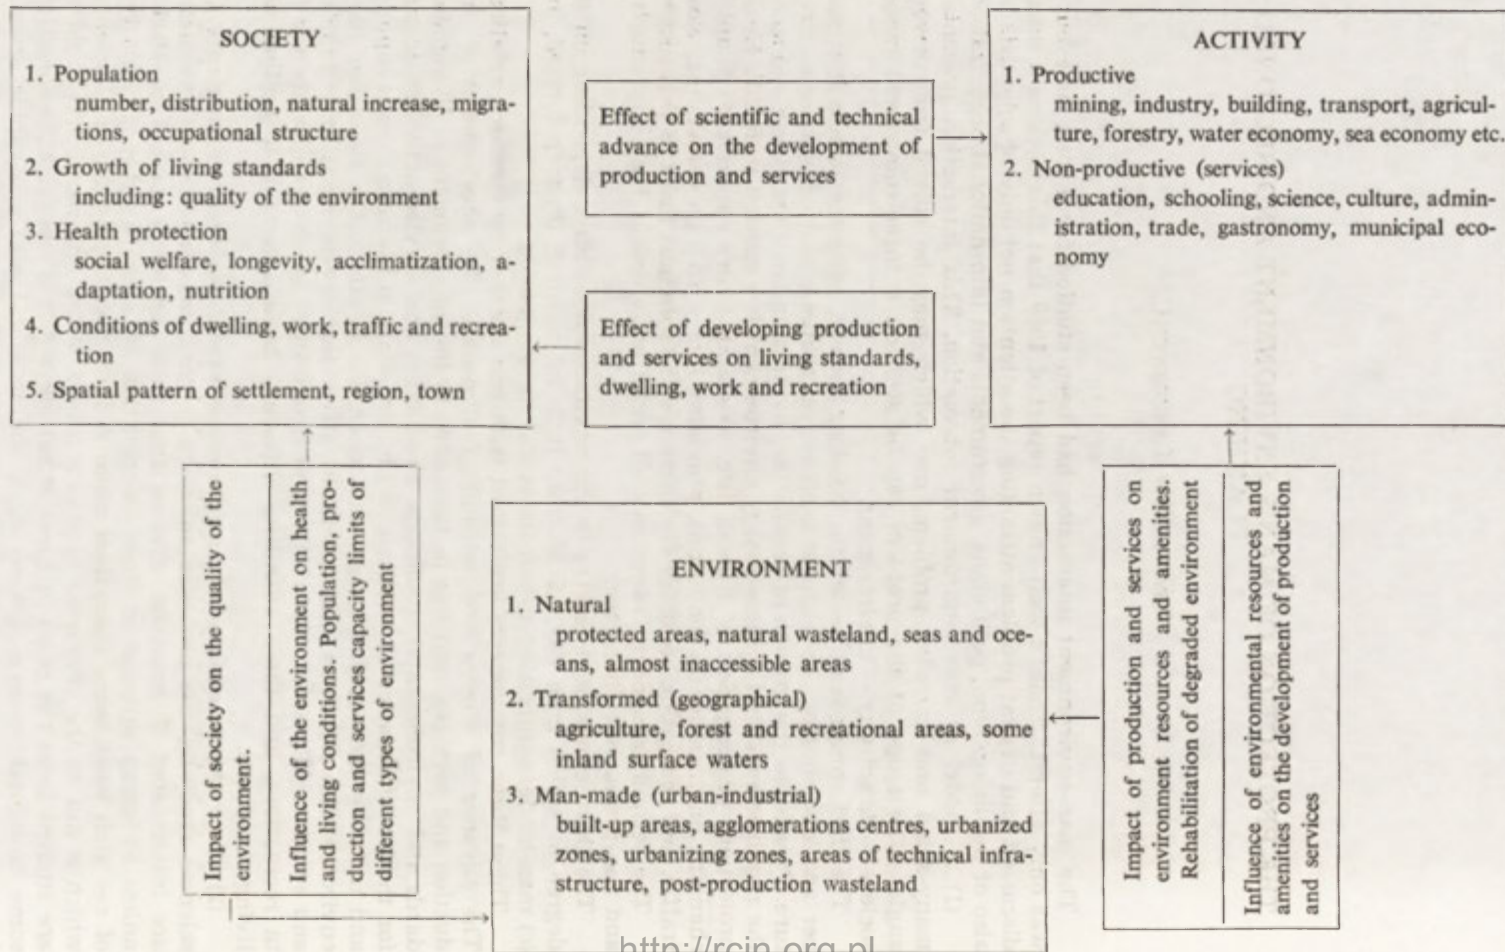 SOCIETY
1. Population
number, distribution, natural increase, migra-
tions, occupational structure
2. Growth of living standards
including: quality of the environment
3. Health protection
social welfare, longevity, acclimatization, a-
daptation, nutrition
4. Conditions of dwelling, work, traffic and recrea-
tion
5. Spatial pattern of settlement, region, town
Effect of scientific and technical
advance on the development of
production and services
Effect of developing production
and services on living standards,
dwelling, work and recreation
ACTIVITY
1. Productive
mining, industry, building, transport, agricul-
ture, forestry, water economy, sea economy etc.
2. Non-productive (services)
education, schooling, science, culture, admin-
istration, trade, gastronomy, municipal eco-
nomy
Impact of society on the quality of the
environment.
Influence of the environment on health
and living conditions. Population, pro-
duction and services capacity limits of
different types of environment
ENVIRONMENT
1. Natural
protected areas, natural wasteland, seas and oce-
ans, almost inaccessible areas
2. Transformed (geographical)
agriculture, forest and recreational areas, some
inland surface waters
3. Man-made (urban-industrial)
built-up areas, agglomerations centres, urbanized
zones, urbanizing zones, areas of technical infra-
structure, post-production wasteland
Impact of production and services on
environment resources and amenities.
Rehabilitation of degraded environment
Influence of environmental resources and
amenities on the development of production
and services
http://rcin.org.pl